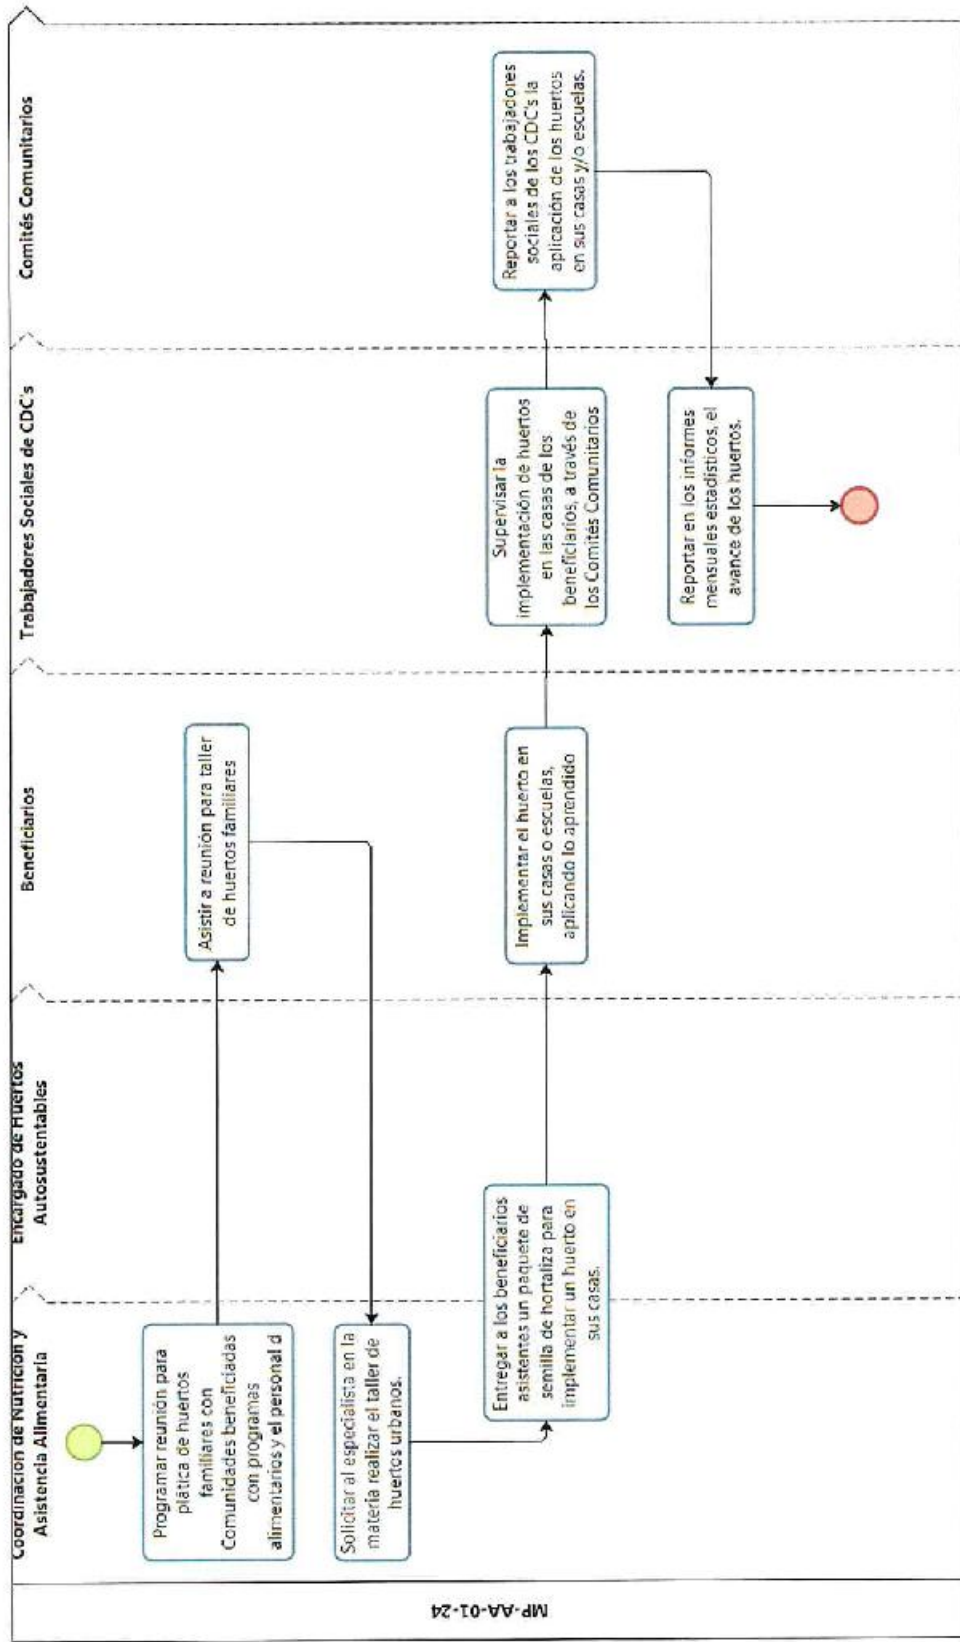 MP-AA-01-24
Coordinacion de Nutrición y
Asistencia Alimentaria
Encargado de Huertos
Autosustentables
Beneficiarios
Trabajadores Sociales de CDC's
Comités Comunitarios
Programar reunión para
plática de huertos
familiares con
Comunidades beneficiadas
con programas
alimentarios y el personal d
Asistir a reunión para taller
de huertos familiares
Solicitar al especialista en la
materia realizar el taller de
huertos urbanos.
Entregar a los beneficiarios
asistentes un paquete de
semilla de hortaliza para
implementar un huerto en
sus casas.
Implementar el huerto en
sus casas o escuelas,
aplicando lo aprendido
Supervisar la
implementación de huertos
en las casas de los
beneficiarios, a través de
los Comités Comunitarios
Reportar a los trabajadores
sociales de los CDC's la
aplicación de los huertos
en sus casas y/o escuelas.
Reportar en los informes
mensuales estadísticos, el
avance de los huertos.